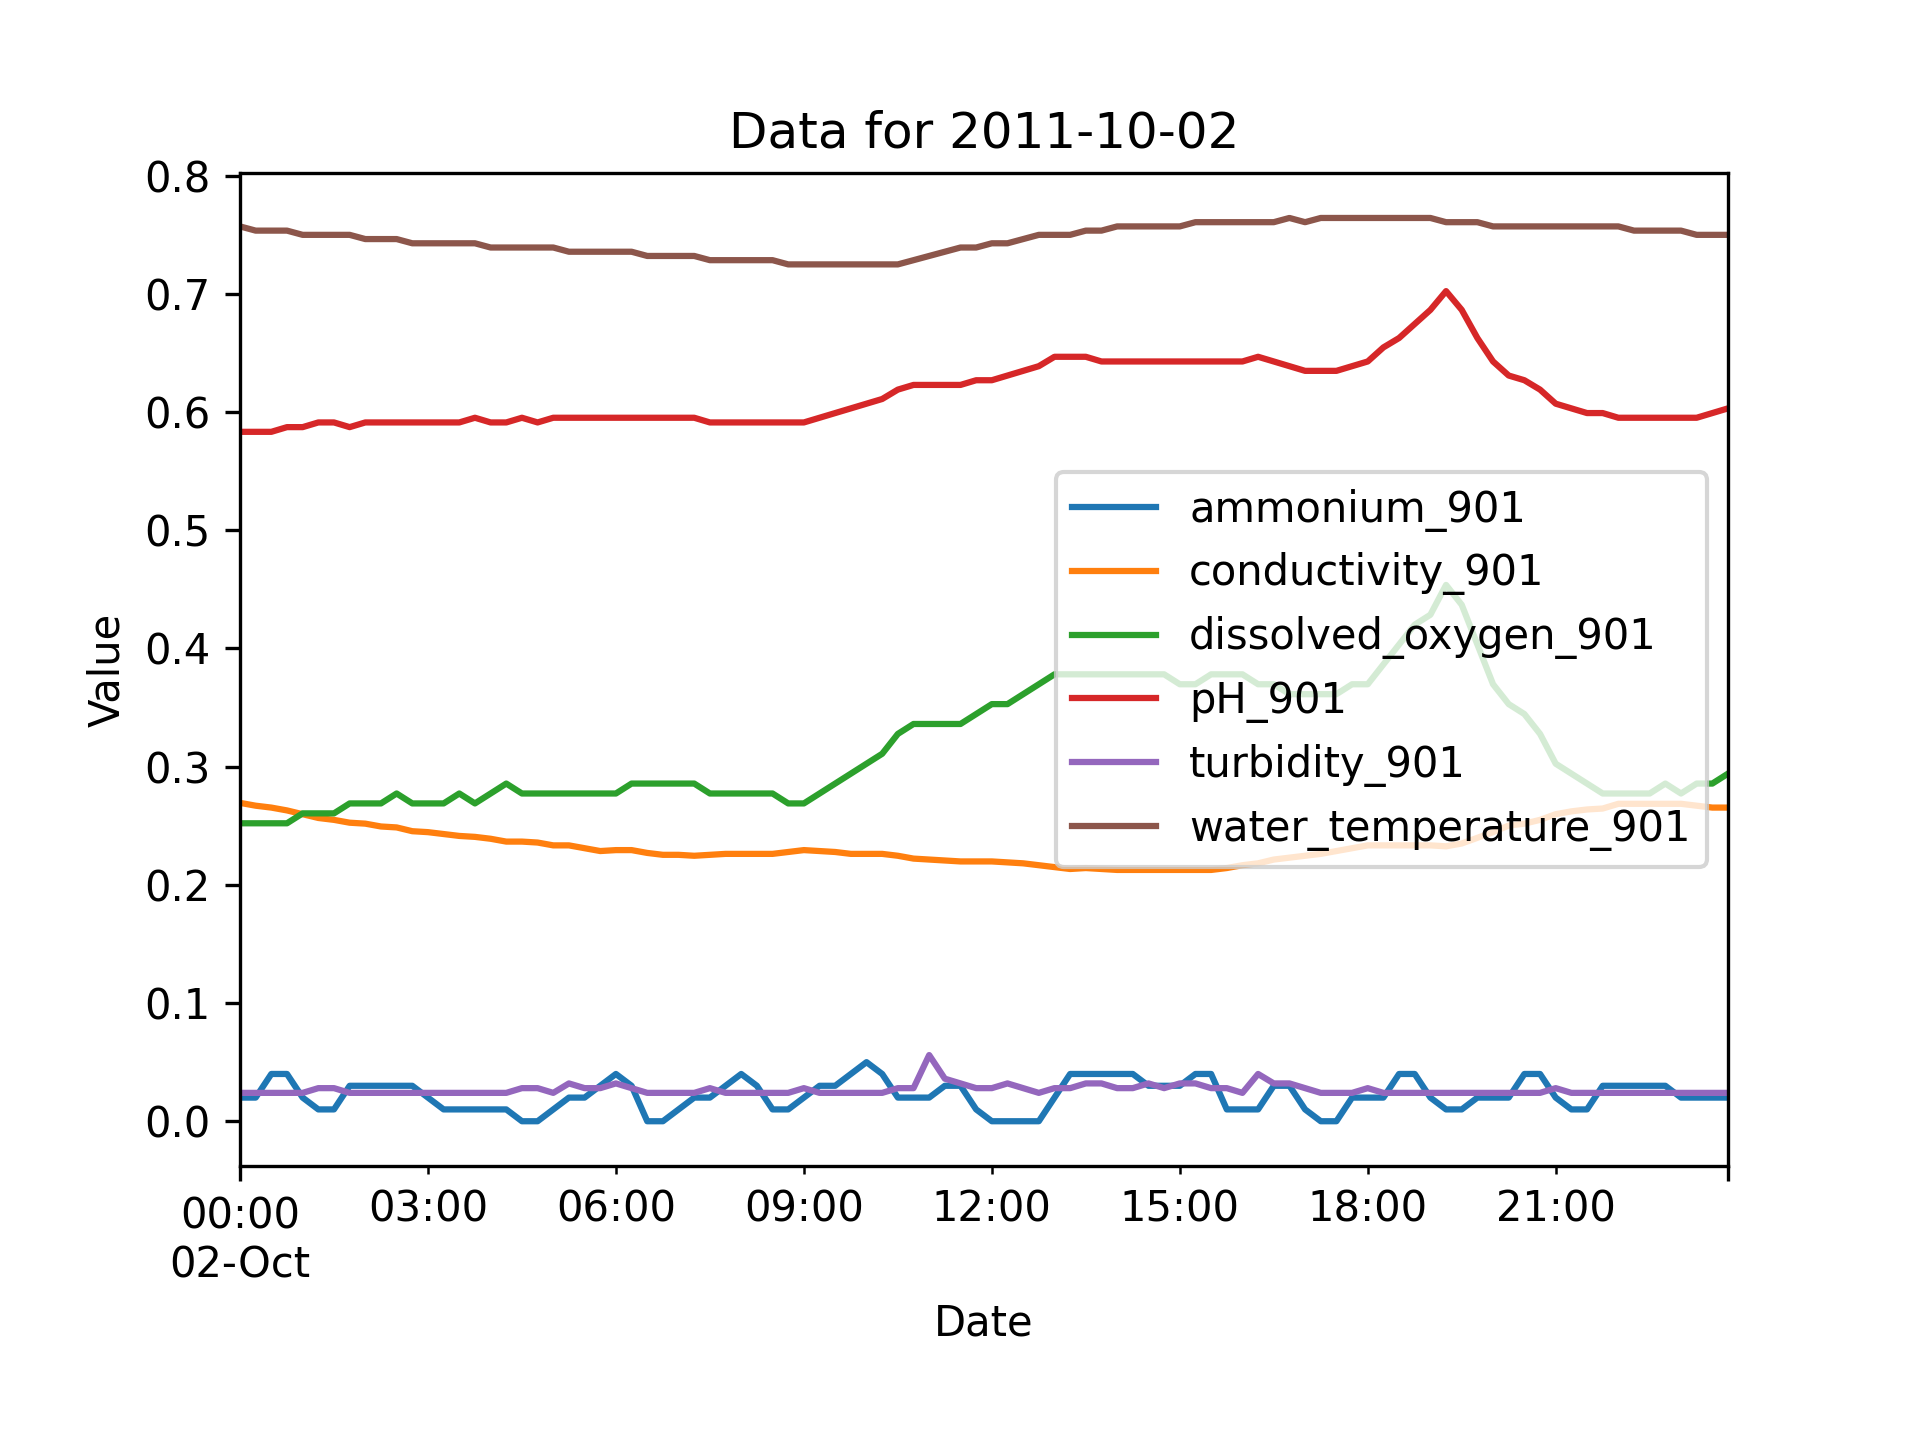 Data for 2011-10-02
0.8
0.7
0.6
0.5
0.4
0.3
0.2
0.1
0.0
Value
ammonium_901
conductivity_901
dissolved_oxygen_901
pH_901
turbidity_901
water_temperature_901
00:00 03:00 06:00 09:00 12:00 15:00 18:00 21:00
02-Oct
Date